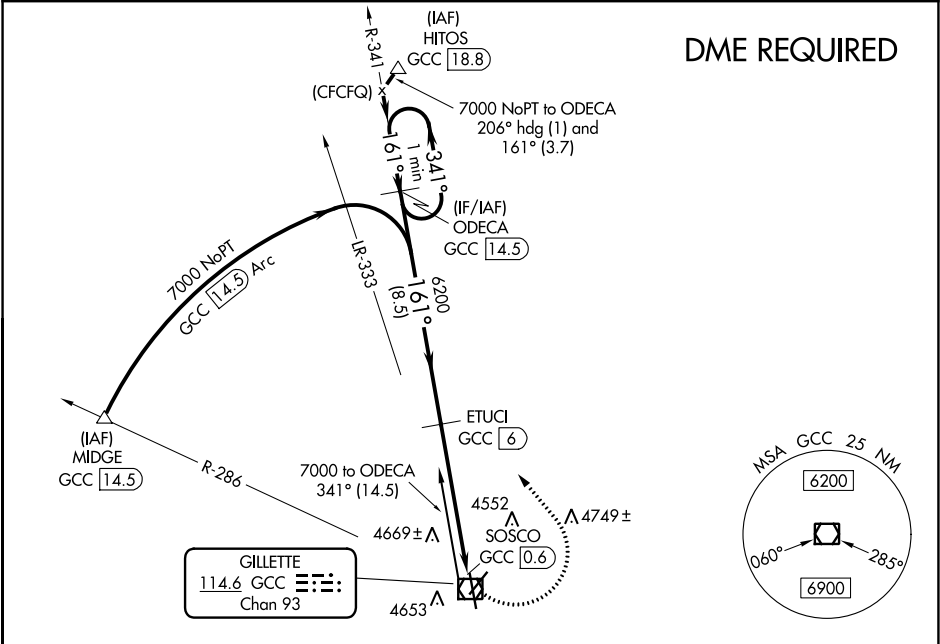 (IAF)
HITOS
GCC 18.8
DME REQUIRED
R-341
(CFCFQ)
7000 NoPT to ODECA
206° hdg (1) and
161° (3.7)
161°
1 min
341°
(IF/IAF)
ODECA
GCC 14.5
7000 NoPT
GCC 14.5 Arc
LR-333
6200
161°
(8.5)
(IAF)
MIDGE
GCC 14.5
R-286
ETUCI
GCC 6
7000 to ODECA
341° (14.5)
4552
4749±
4669±
SOSCO
GCC 0.6
GILLETTE
114.6 GCC
Chan 93
4653
MSA GCC 25 NM
6200
060°
285°
6900